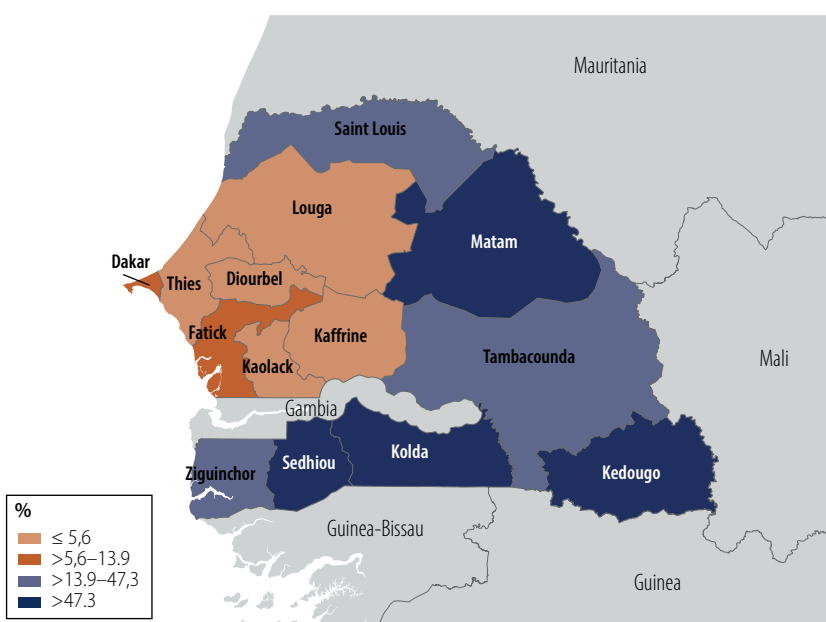 Mauritania
Saint Louis
Louga
Matam
Dakar
Thies
Diourbel
Fatick
Kaffrine
Kaolack
Tambacounda
Mali
Gambia
Ziguinchor
Sedhiou
Kolda
Kedougo
Guinea-Bissau
Guinea
%
≤ 5,6
>5,6–13.9
>13.9–47,3
>47.3